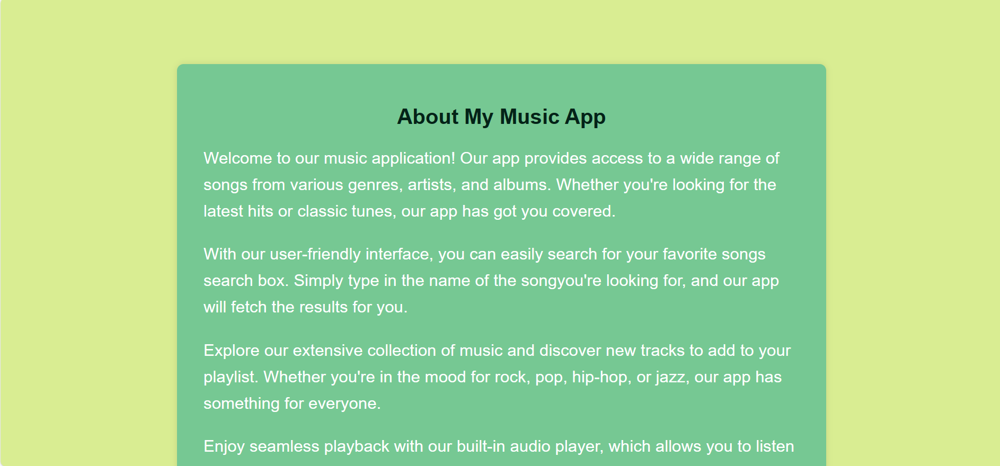 About My Music App
Welcome to our music application! Our app provides access to a wide range of
songs from various genres, artists, and albums. Whether you're looking for the
latest hits or classic tunes, our app has got you covered.
With our user-friendly interface, you can easily search for your favorite songs
search box. Simply type in the name of the songyou're looking for, and our app
will fetch the results for you.
Explore our extensive collection of music and discover new tracks to add to your
playlist. Whether you're in the mood for rock, pop, hip-hop, or jazz, our app has
something for everyone.
Enjoy seamless playback with our built-in audio player, which allows you to listen